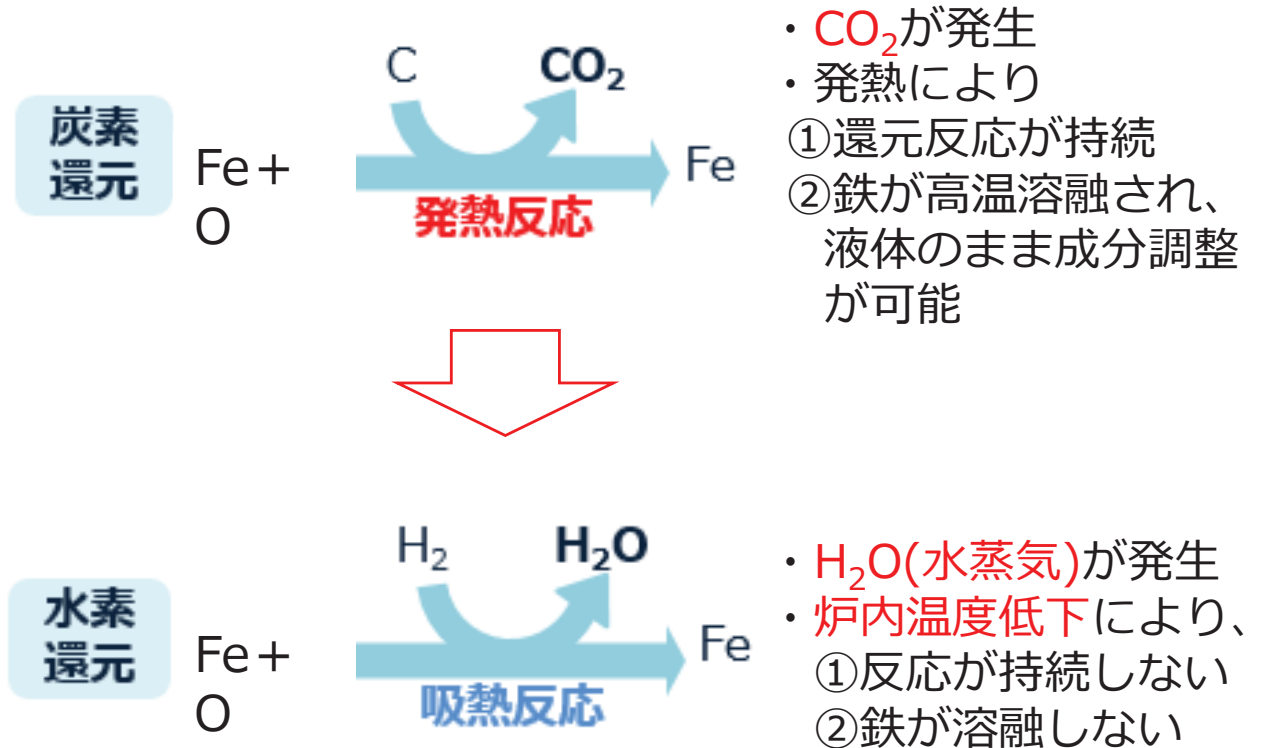 炭素
還元
Fe+
O
C
CO₂
発熱反応
Fe
・CO₂が発生
・発熱により
①還元反応が持続
②鉄が高温溶融され、
液体のまま成分調整
が可能
水素
還元
Fe+
O
H₂
H₂O
吸熱反応
Fe
・H₂O(水蒸気)が発生
・炉内温度低下により、
①反応が持続しない
②鉄が溶融しない